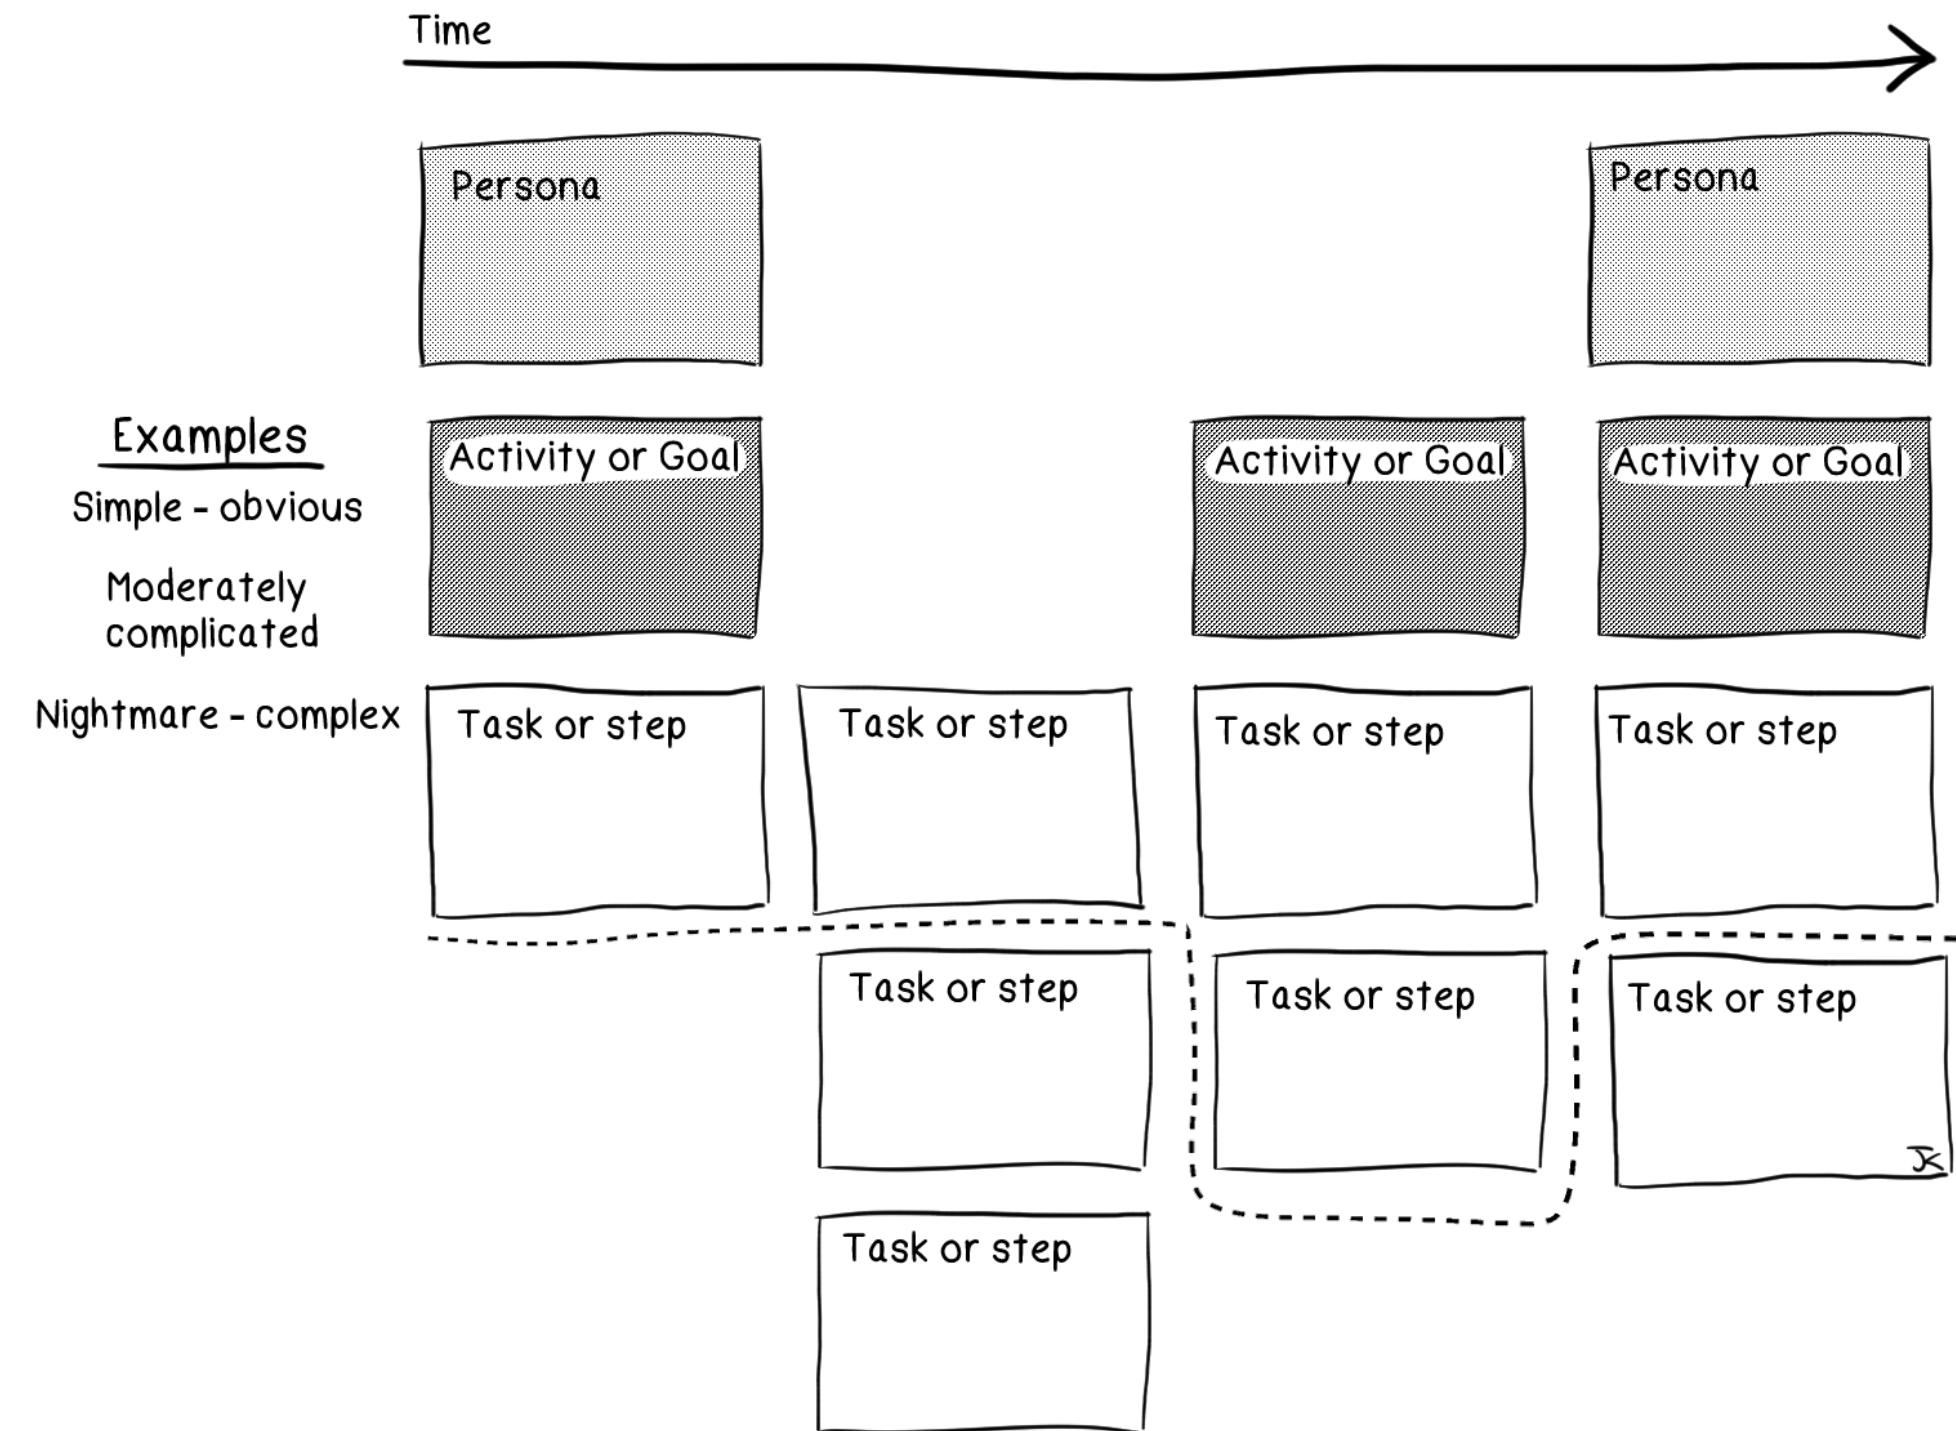 Time
Persona
Persona
Examples
Simple - obvious
Moderately
complicated
Nightmare - complex
Activity or Goal
Activity or Goal
Activity or Goal
Task or step
Task or step
Task or step
Task or step
Task or step
Task or step
Task or step
JK
Task or step